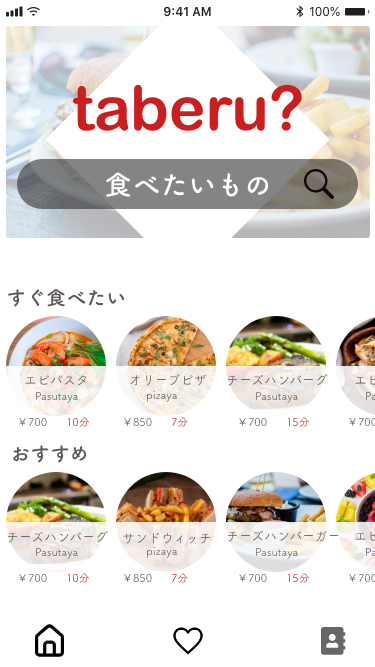 9:41 AM
100%
taberu?
食べたいもの
すぐ食べたい
エビパスタ オリーブピザ チーズハンバーグ エビ
Pasutaya pizaya Pasutaya Pa
￥700 10分 ￥850 7分 ￥700 15分 ￥700
おすすめ
チーズハンバーグ サンドウィッチ チーズハンバーガー エビ
Pasutaya pizaya Pasutaya Pas
￥700 10分 ￥850 7分 ￥700 15分 ￥700